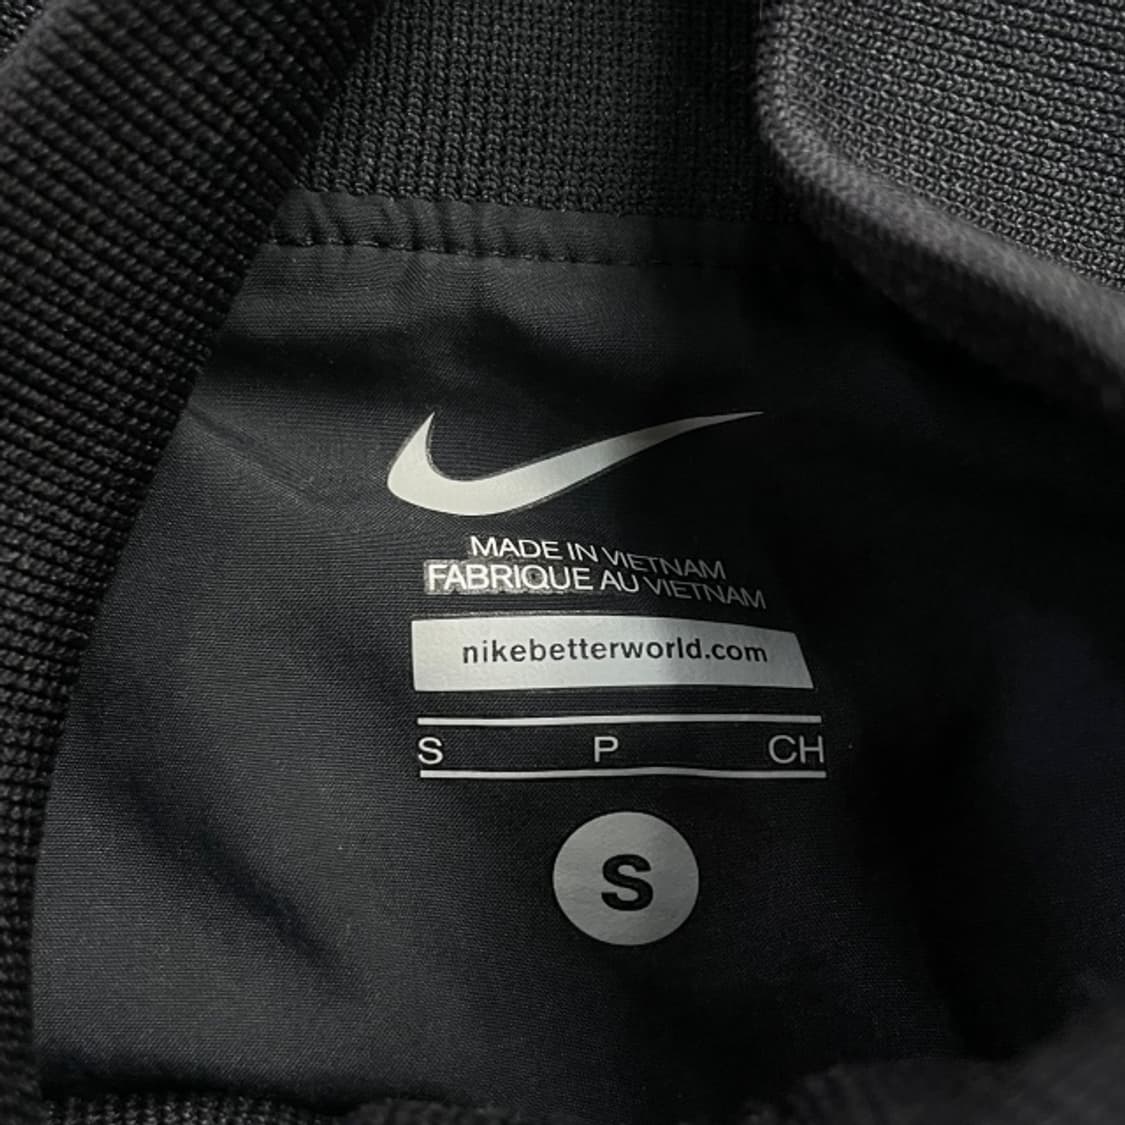 MADE IN VIETNAM
FABRIQUE AU VIETNAM
nikebetterworld.com
S P CH
S